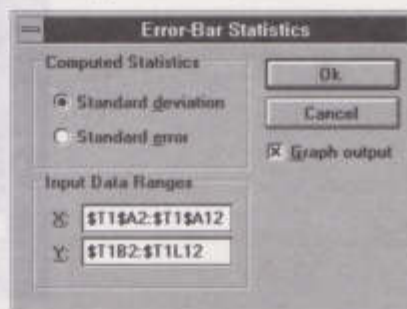 Error-Bar Statistics
Computed Statistics
Standard deviation
Standard error
Ok
Cancel
Graph output
Input Data Ranges
X: $T1$A2:$T1$A12
Y: $T1B2:$T1L12